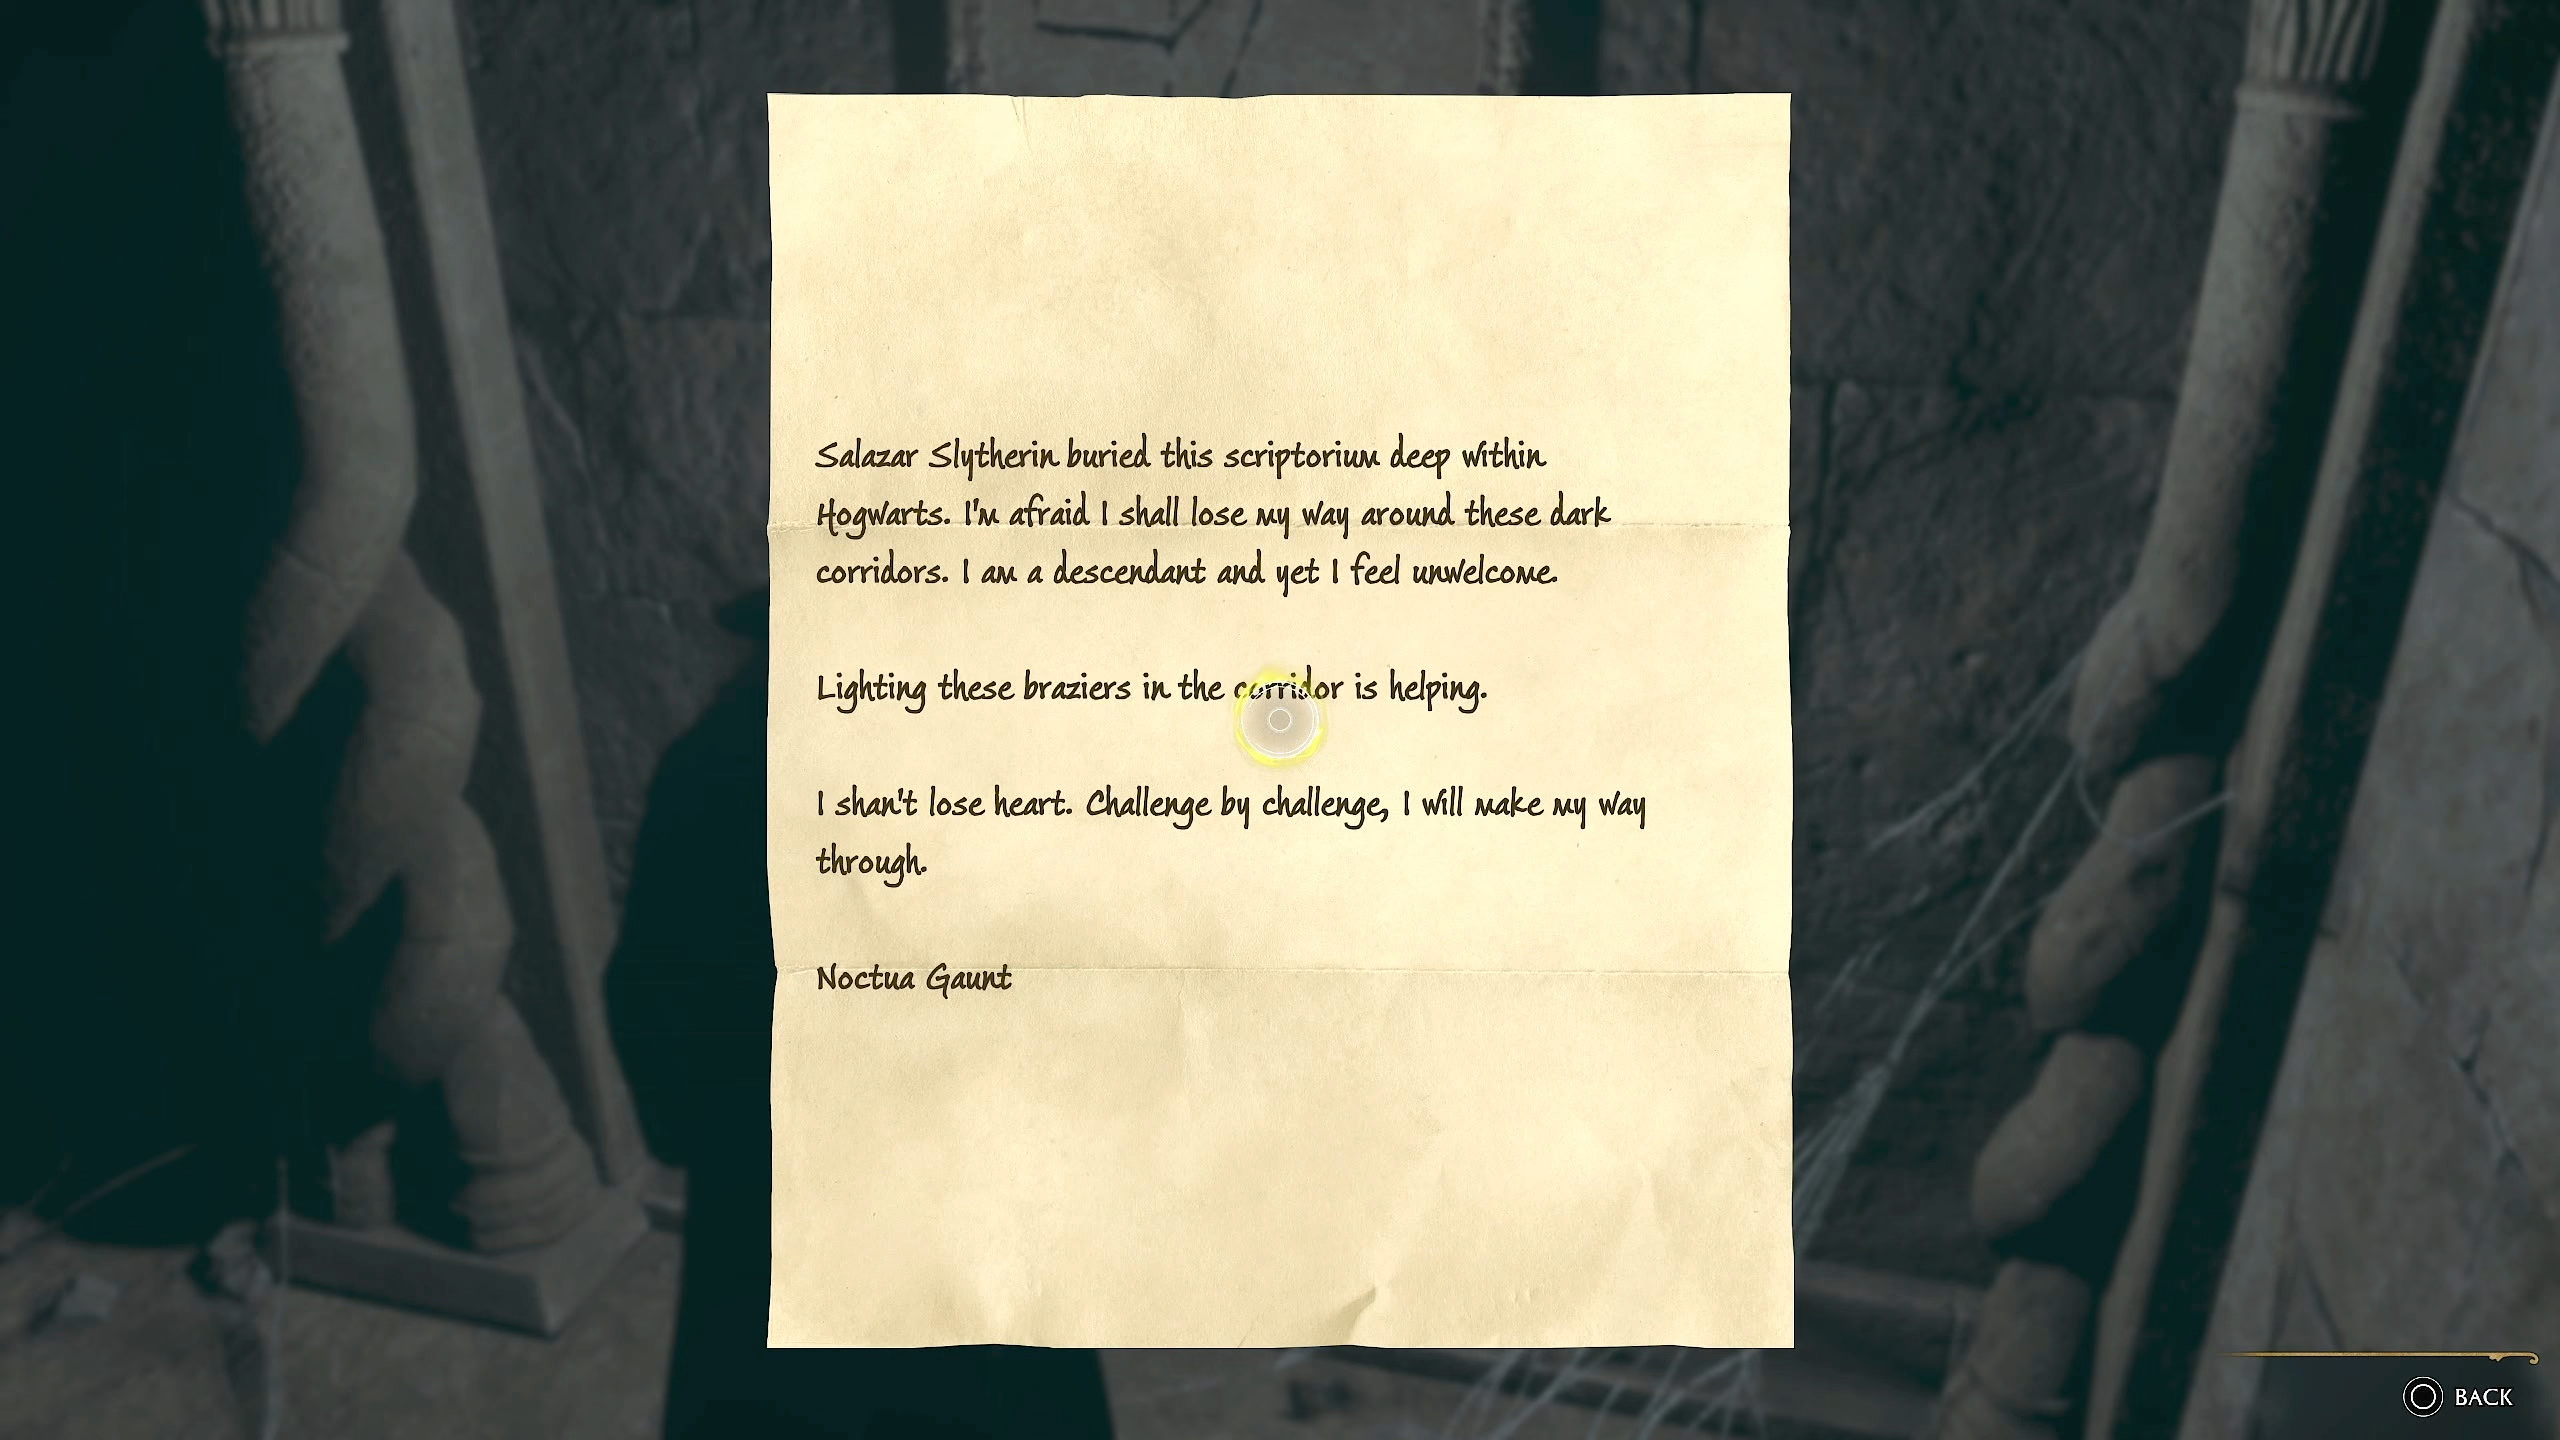 Salazar Slytherin buried this scriptorium deep within
Hogwarts. I'm afraid I shall lose my way around these dark
corridors. I am a descendant and yet I feel unwelcome.
Lighting these braziers in the corridor is helping.
I shan't lose heart. Challenge by challenge, I will make my way
through.
Noctua Gaunt
BACK